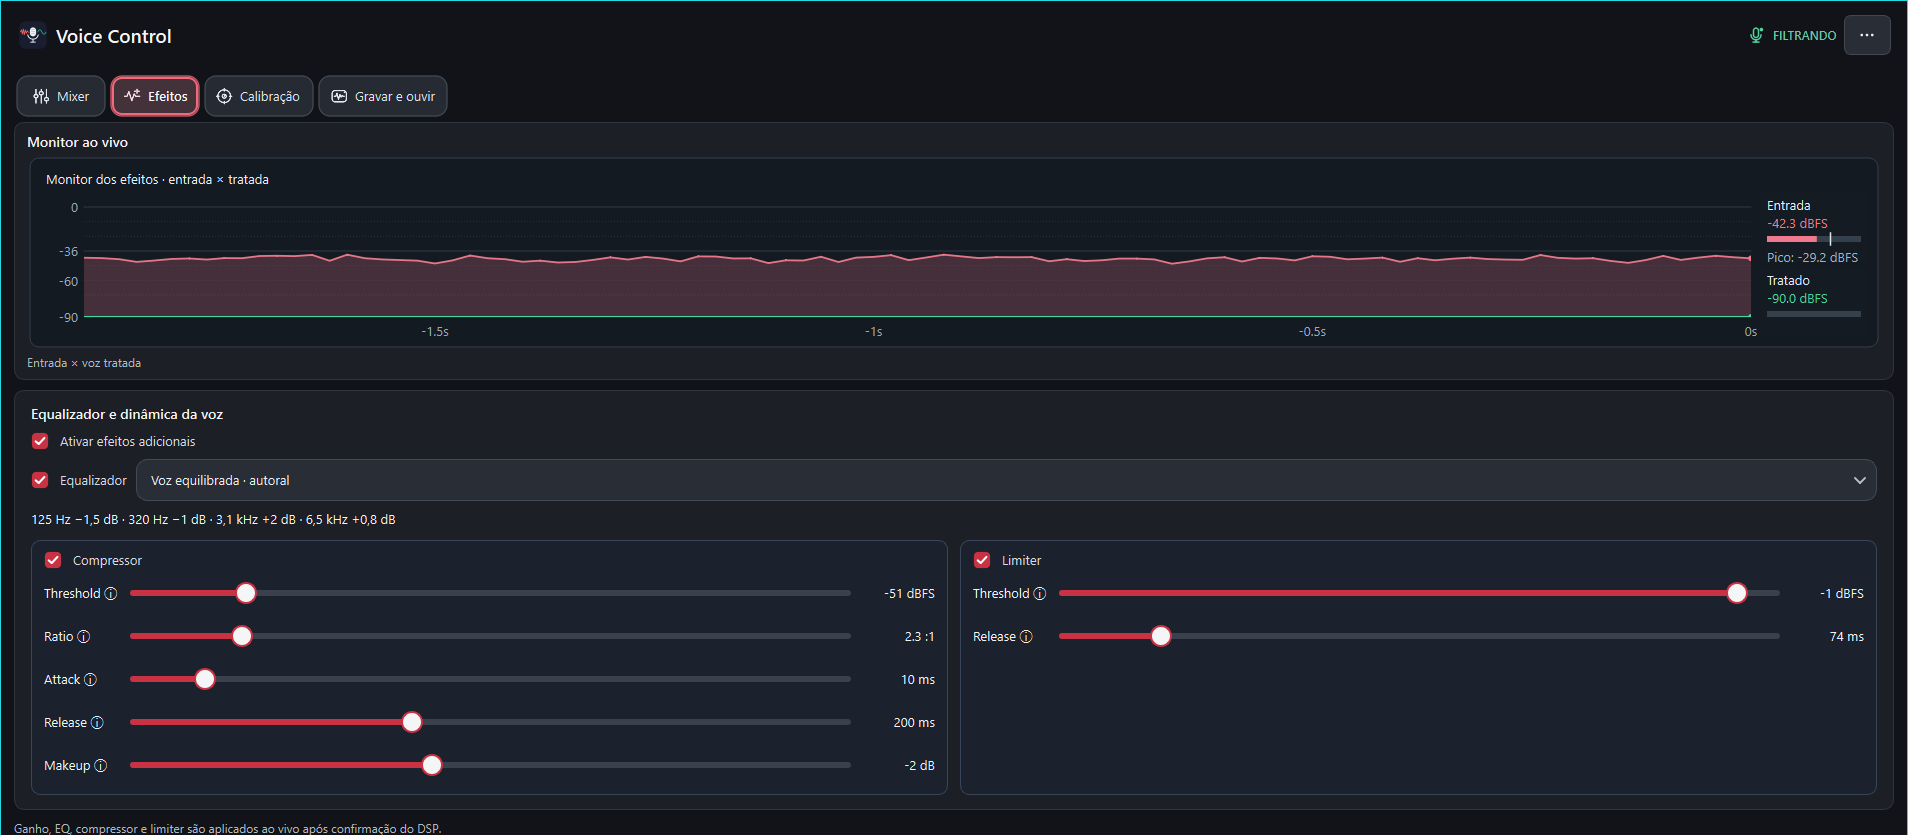 Voice Control
FILTRANDO
Mixer
Efeitos
Calibração
Gravar e ouvir
Monitor ao vivo
Monitor dos efeitos · entrada × tratada
0
-36
-60
-90
-1.5s
-1s
-0.5s
0s
Entrada
-42.3 dBFS
Pico: -29.2 dBFS
Tratado
-90.0 dBFS
Entrada × voz tratada
Equalizador e dinâmica da voz
Ativar efeitos adicionais
Equalizador
Voz equilibrada · autoral
125 Hz −1,5 dB · 320 Hz −1 dB · 3,1 kHz +2 dB · 6,5 kHz +0,8 dB
Compressor
Threshold -51 dBFS
Ratio 2.3 :1
Attack 10 ms
Release 200 ms
Makeup -2 dB
Limiter
Threshold -1 dBFS
Release 74 ms
Ganho, EQ, compressor e limiter são aplicados ao vivo após confirmação do DSP.